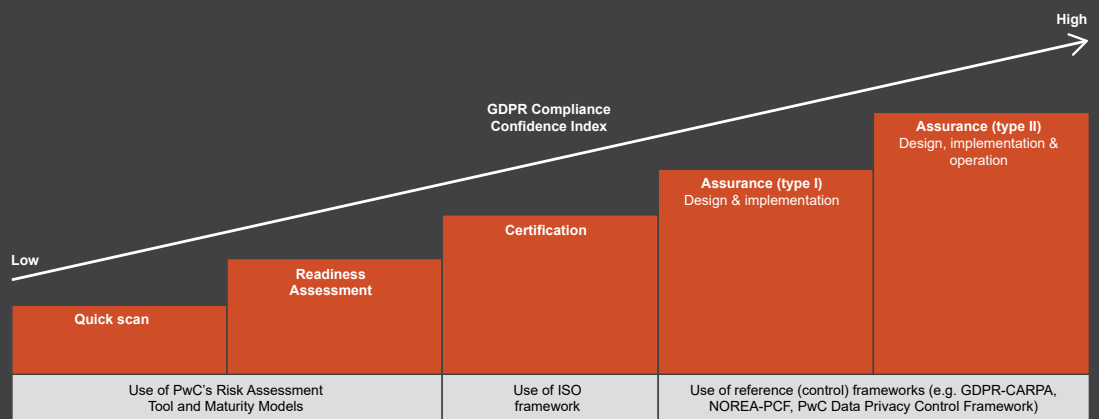 High
GDPR Compliance
Confidence Index
Low
Quick scan
Readiness
Assessment
Certification
Assurance (type I)
Design & implementation
Assurance (type II)
Design, implementation &
operation
Use of PwC’s Risk Assessment
Tool and Maturity Models
Use of ISO
framework
Use of reference (control) frameworks (e.g. GDPR-CARPA,
NOREA-PCF, PwC Data Privacy Control Framework)